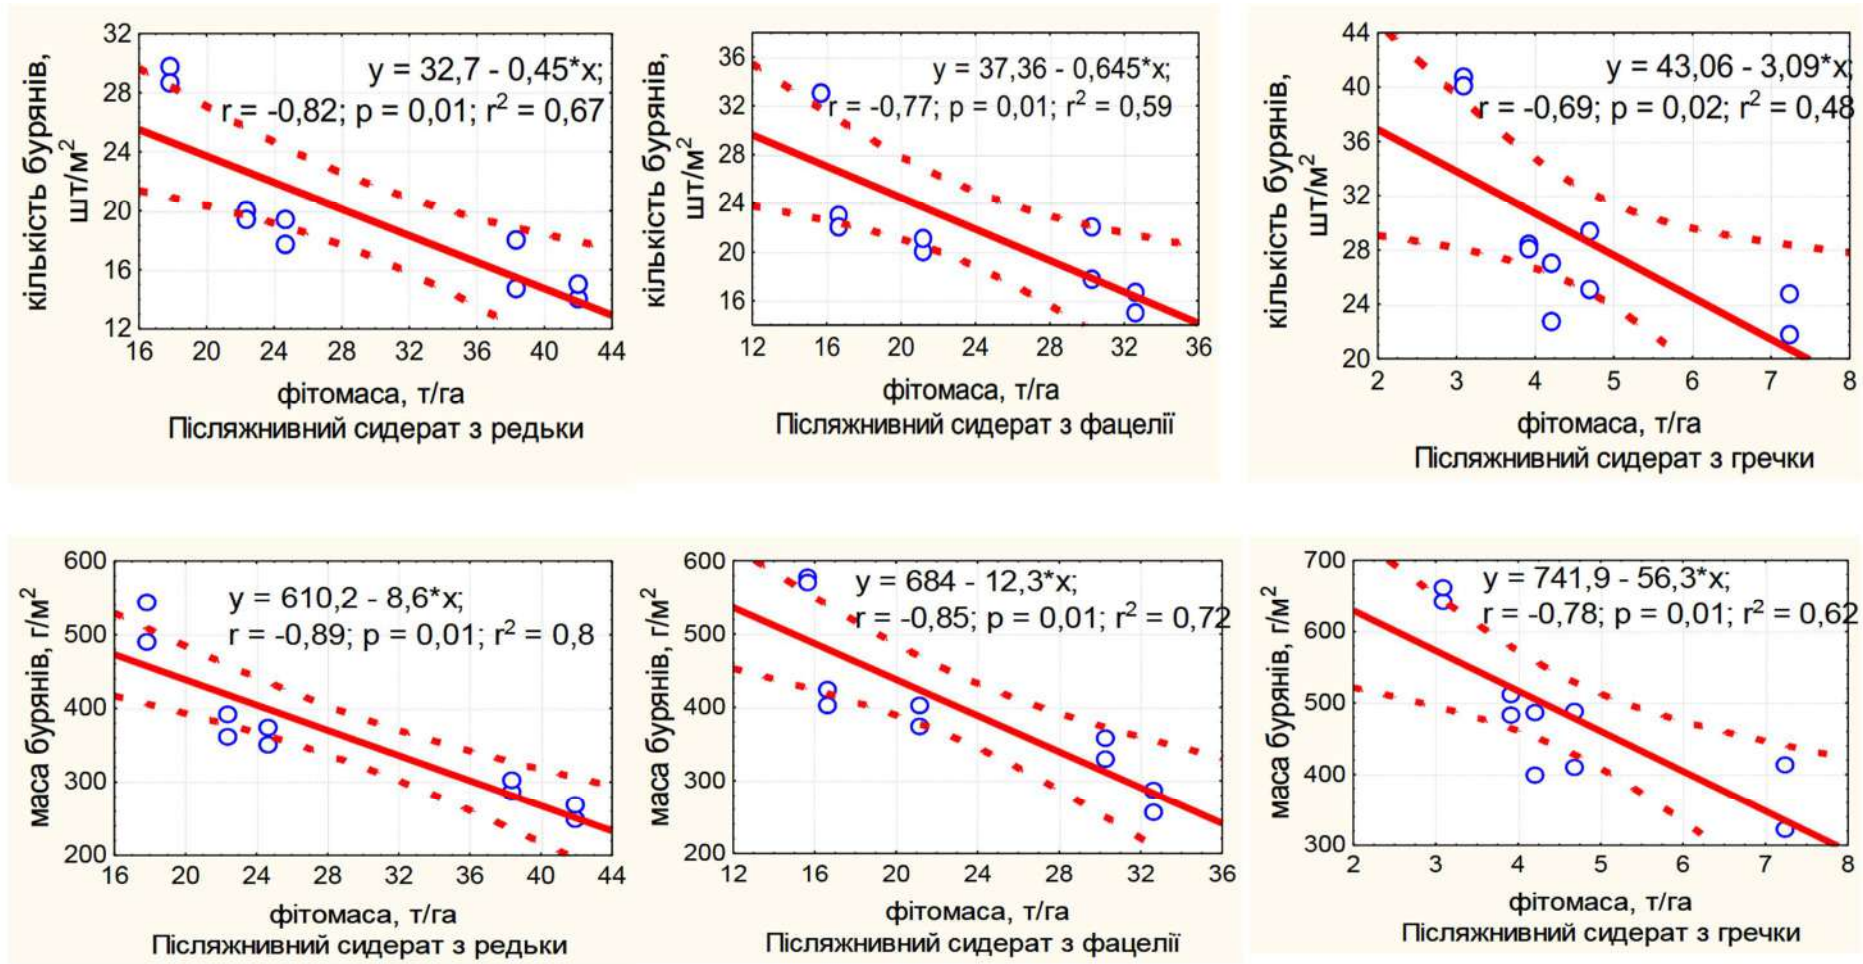 кількість бурянів,
шт/м²
32
28
24
20
16
12
y = 32,7 - 0,45*x;
r = -0,82; p = 0,01; r² = 0,67
16 20 24 28 32 36 40 44
фітомаса, т/га
Післяжнивний сидерат з редьки
кількість бурянів,
шт/м²
36
32
28
24
20
16
y = 37,36 - 0,645*x;
r = -0,77; p = 0,01; r² = 0,59
12 16 20 24 28 32 36
фітомаса, т/га
Післяжнивний сидерат з фацелії
кількість бурянів,
шт/м²
44
40
36
32
28
24
20
y = 43,06 - 3,09*x;
r = -0,69; p = 0,02; r² = 0,48
2 3 4 5 6 7 8
фітомаса, т/га
Післяжнивний сидерат з гречки
маса бурянів, г/м²
600
500
400
300
200
y = 610,2 - 8,6*x;
r = -0,89; p = 0,01; r² = 0,8
16 20 24 28 32 36 40 44
фітомаса, т/га
Післяжнивний сидерат з редьки
маса бурянів, г/м²
600
500
400
300
200
y = 684 - 12,3*x;
r = -0,85; p = 0,01; r² = 0,72
12 16 20 24 28 32 36
фітомаса, т/га
Післяжнивний сидерат з фацелії
маса бурянів, г/м²
700
600
500
400
300
y = 741,9 - 56,3*x;
r = -0,78; p = 0,01; r² = 0,62
2 3 4 5 6 7 8
фітомаса, т/га
Післяжнивний сидерат з гречки